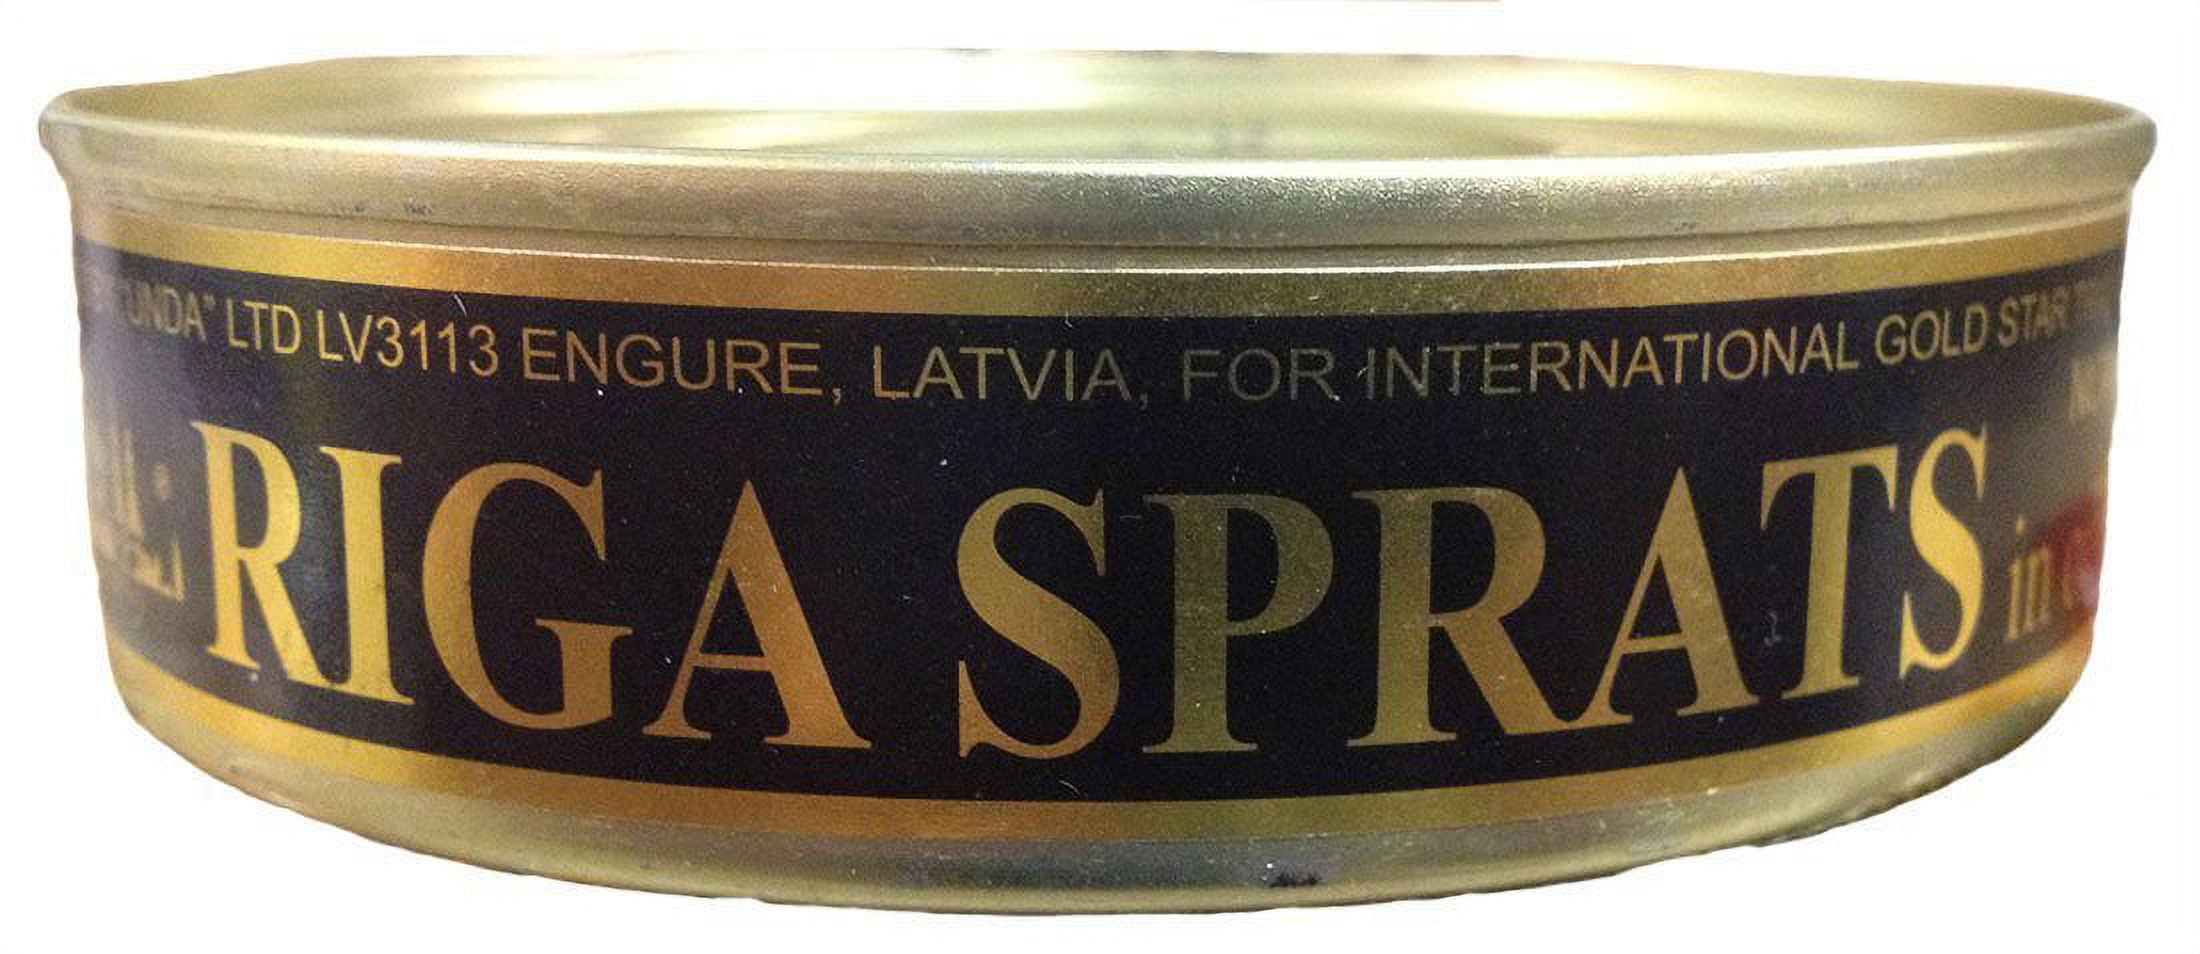 UNDA" LTD LV3113 ENGURE, LATVIA, FOR INTERNATIONAL GOLD STAR
RIGA SPRATS in